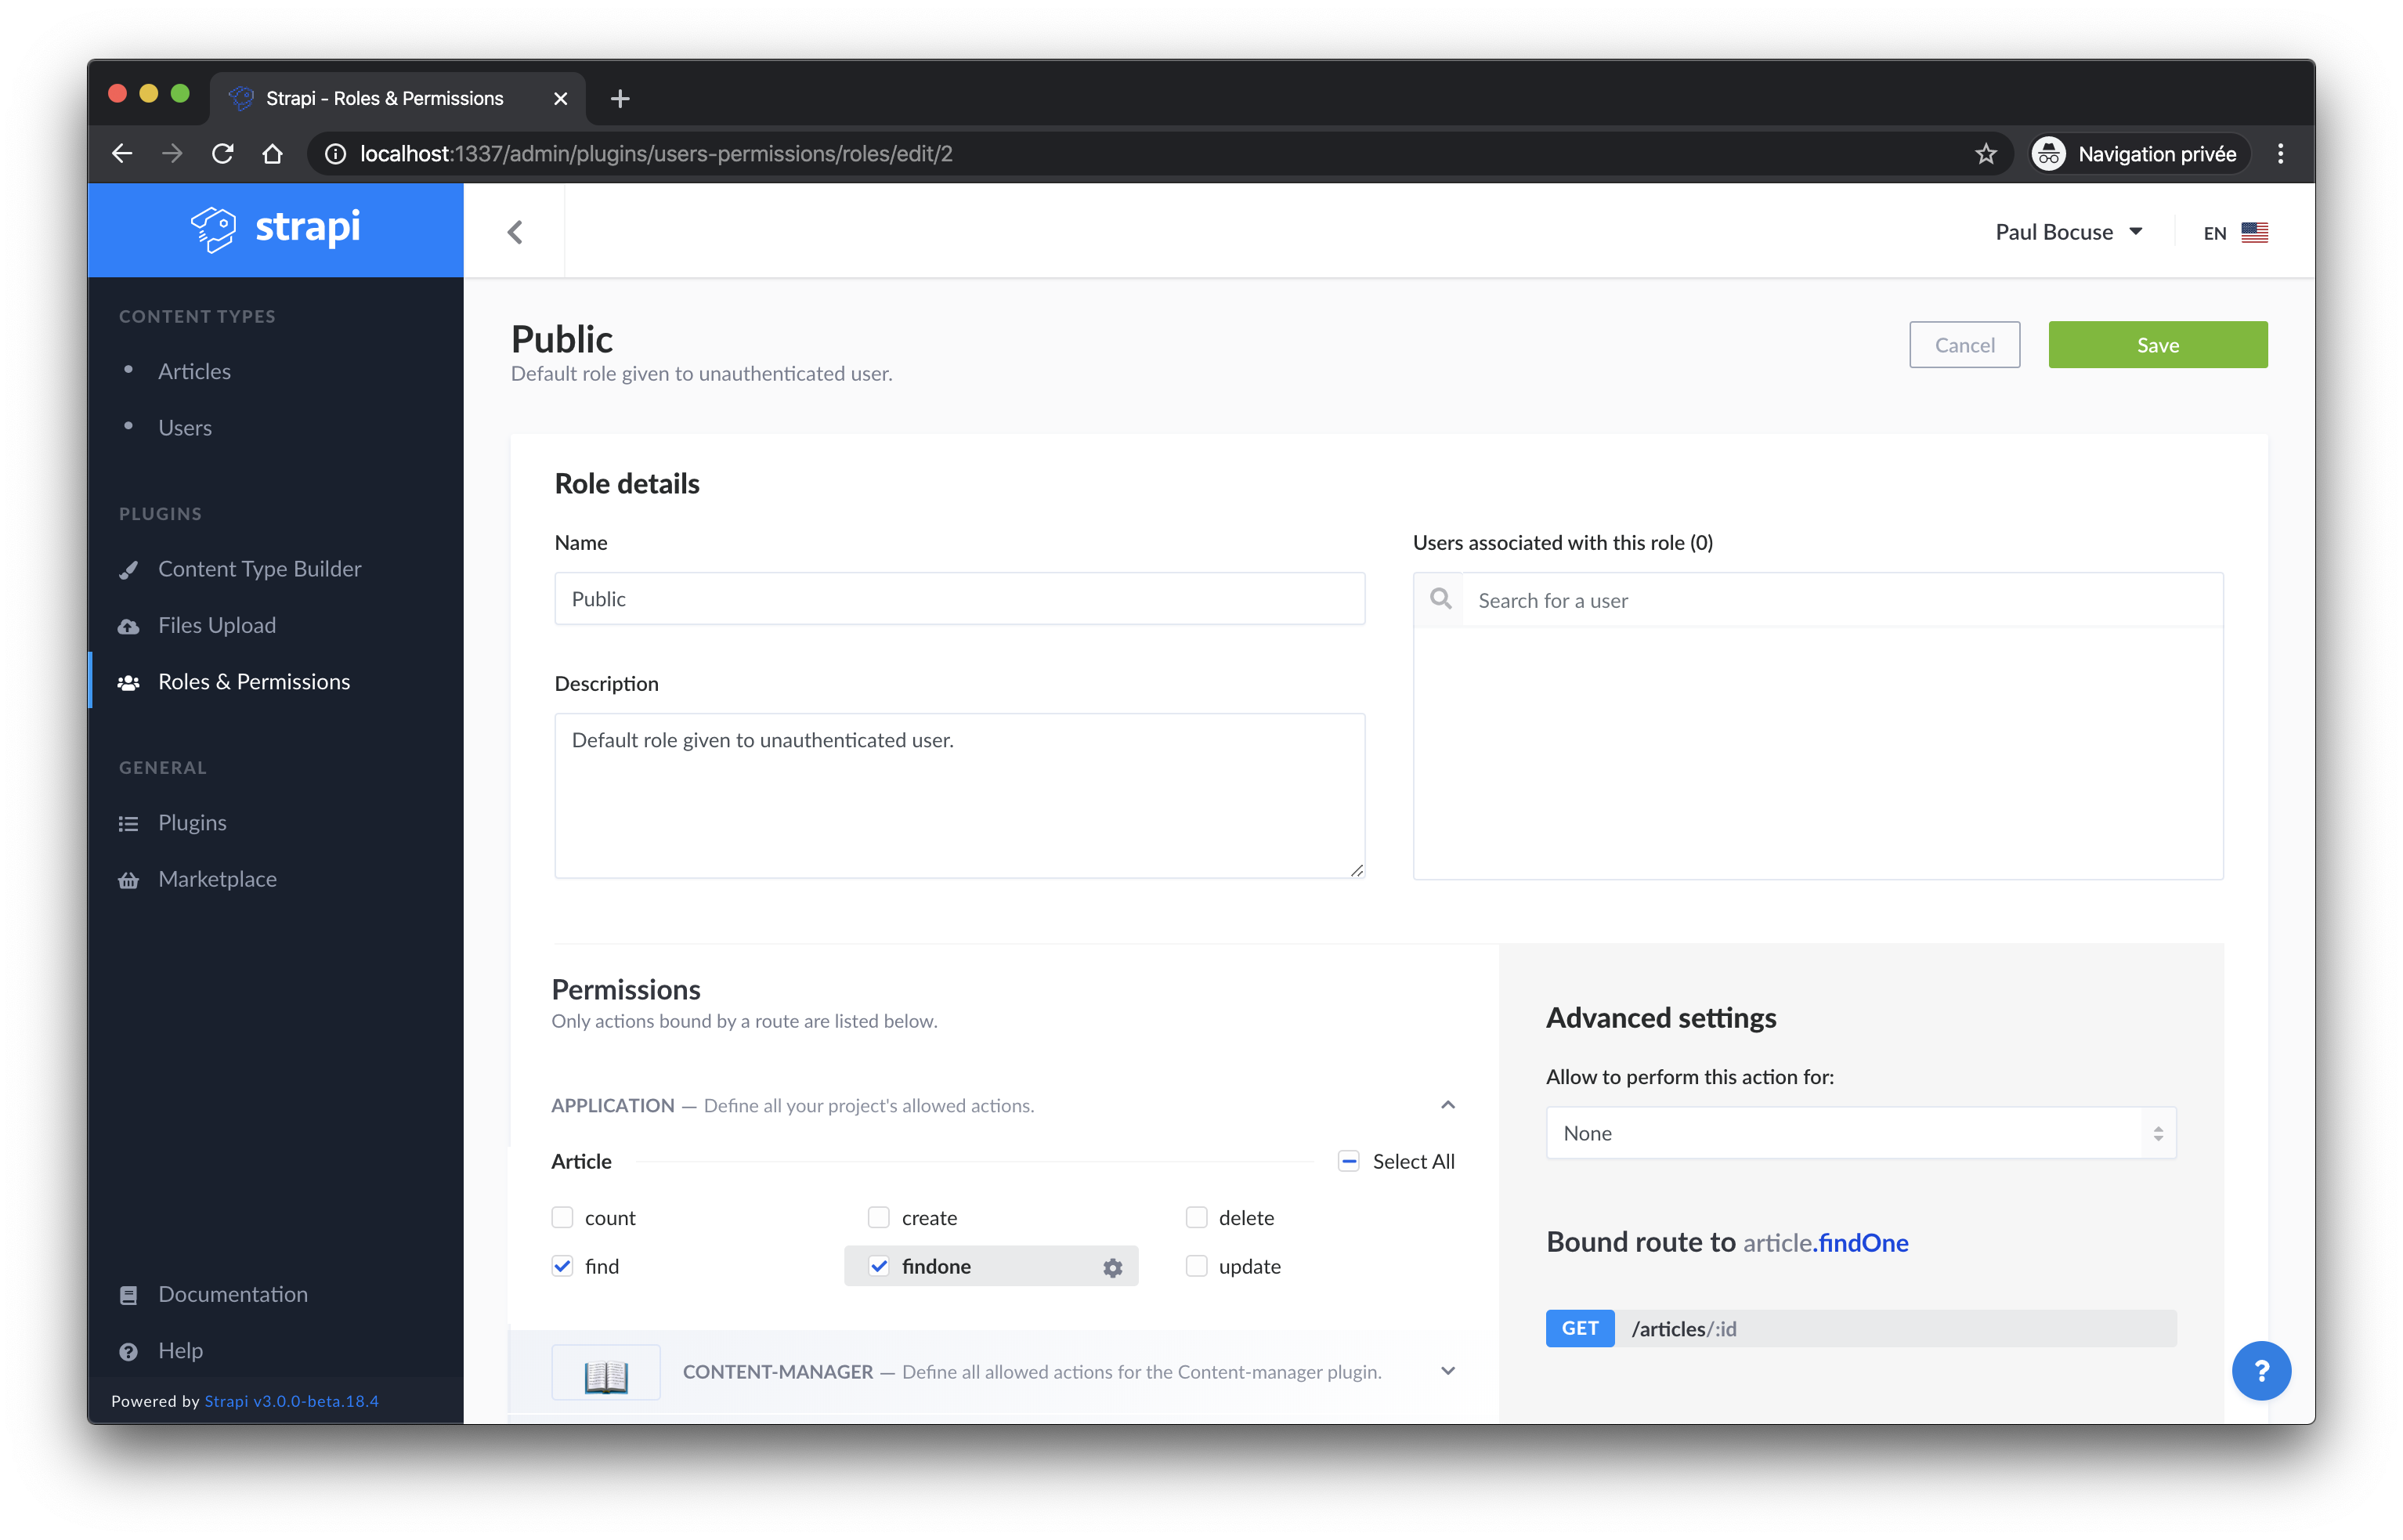 Strapi - Roles & Permissions
localhost:1337/admin/plugins/users-permissions/roles/edit/2
Navigation privée
strapi
Paul Bocuse
EN
CONTENT TYPES
Articles
Users
PLUGINS
Content Type Builder
Files Upload
Roles & Permissions
GENERAL
Plugins
Marketplace
Documentation
Help
Powered by Strapi v3.0.0-beta.18.4
Public
Default role given to unauthenticated user.
Cancel
Save
Role details
Name
Public
Users associated with this role (0)
Search for a user
Description
Default role given to unauthenticated user.
Permissions
Only actions bound by a route are listed below.
APPLICATION — Define all your project's allowed actions.
Article
Select All
count
create
delete
find
findone
update
CONTENT-MANAGER — Define all allowed actions for the Content-manager plugin.
Advanced settings
Allow to perform this action for:
None
Bound route to article.findOne
GET /articles/:id
?